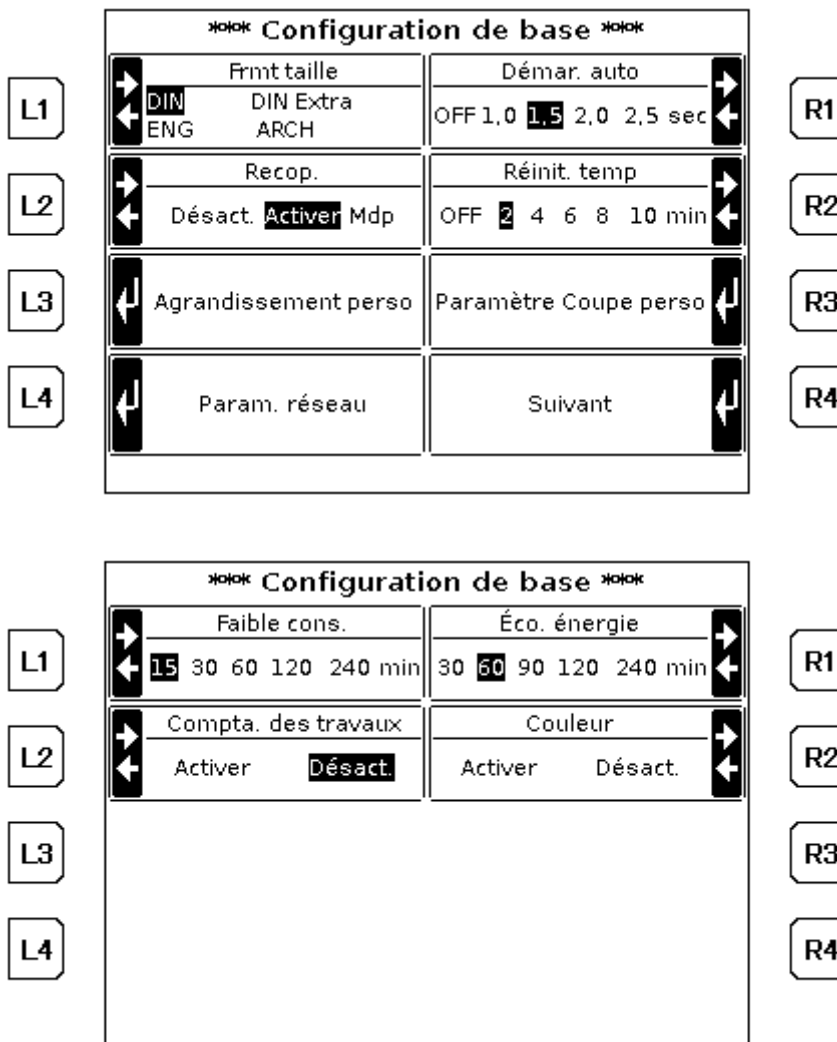 *** Configuration de base ***
Frmt taille
Démar. auto
L1
DIN DIN Extra
OFF 1,0 1,5 2,0 2,5 sec
R1
ENG ARCH
Recop.
Réinit. temp
L2
Désact. Activer Mdp
OFF 2 4 6 8 10 min
R2
L3
Agrandissement perso
Paramètre Coupe perso
R3
L4
Param. réseau
Suivant
R4
*** Configuration de base ***
Faible cons.
Éco. énergie
L1
15 30 60 120 240 min
30 60 90 120 240 min
R1
Compta. des travaux
Couleur
L2
Activer Désact.
Activer Désact.
R2
L3
R3
L4
R4